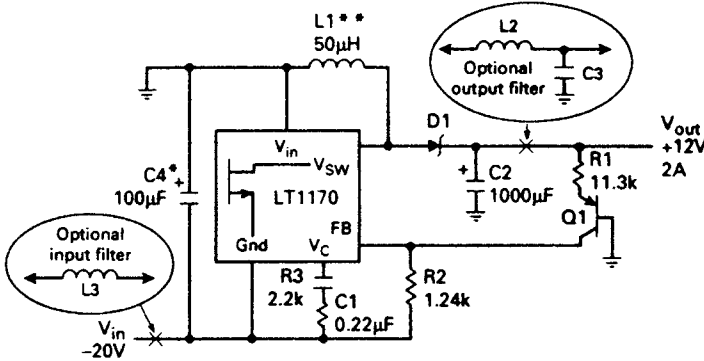 L1**
50μH
L2
Optional
output filter
C3
D1
Vout
+12V
2A
Vin
VSW
LT1170
C4*
+
100μF
+
C2
1000μF
R1
11.3k
Q1
FB
Gnd
VC
Optional
input filter
L3
R3
2.2k
C1
0.22μF
R2
1.24k
Vin
−20V